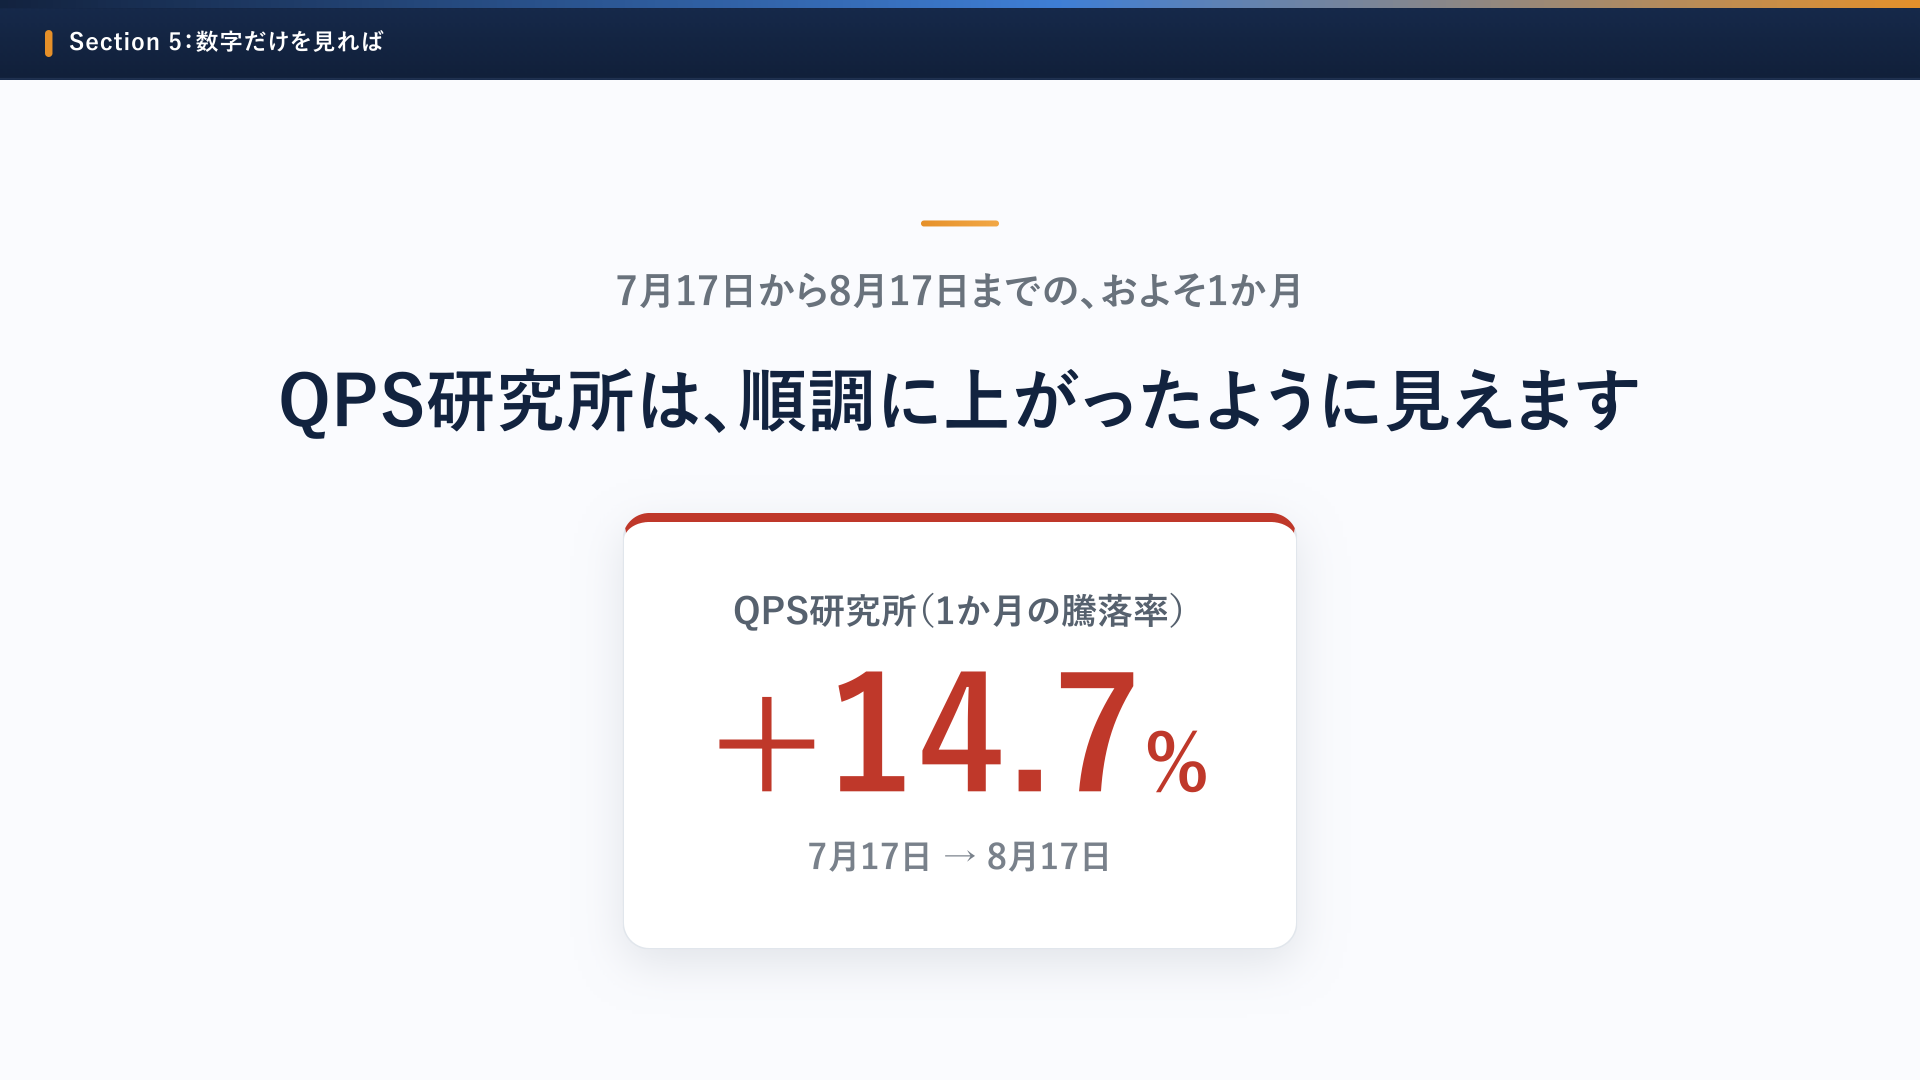 Section 5：数字だけを見れば
7月17日から8月17日までの、およそ1か月
QPS研究所は、順調に上がったように見えます
QPS研究所（1か月の騰落率）
＋14.7%
7月17日 → 8月17日